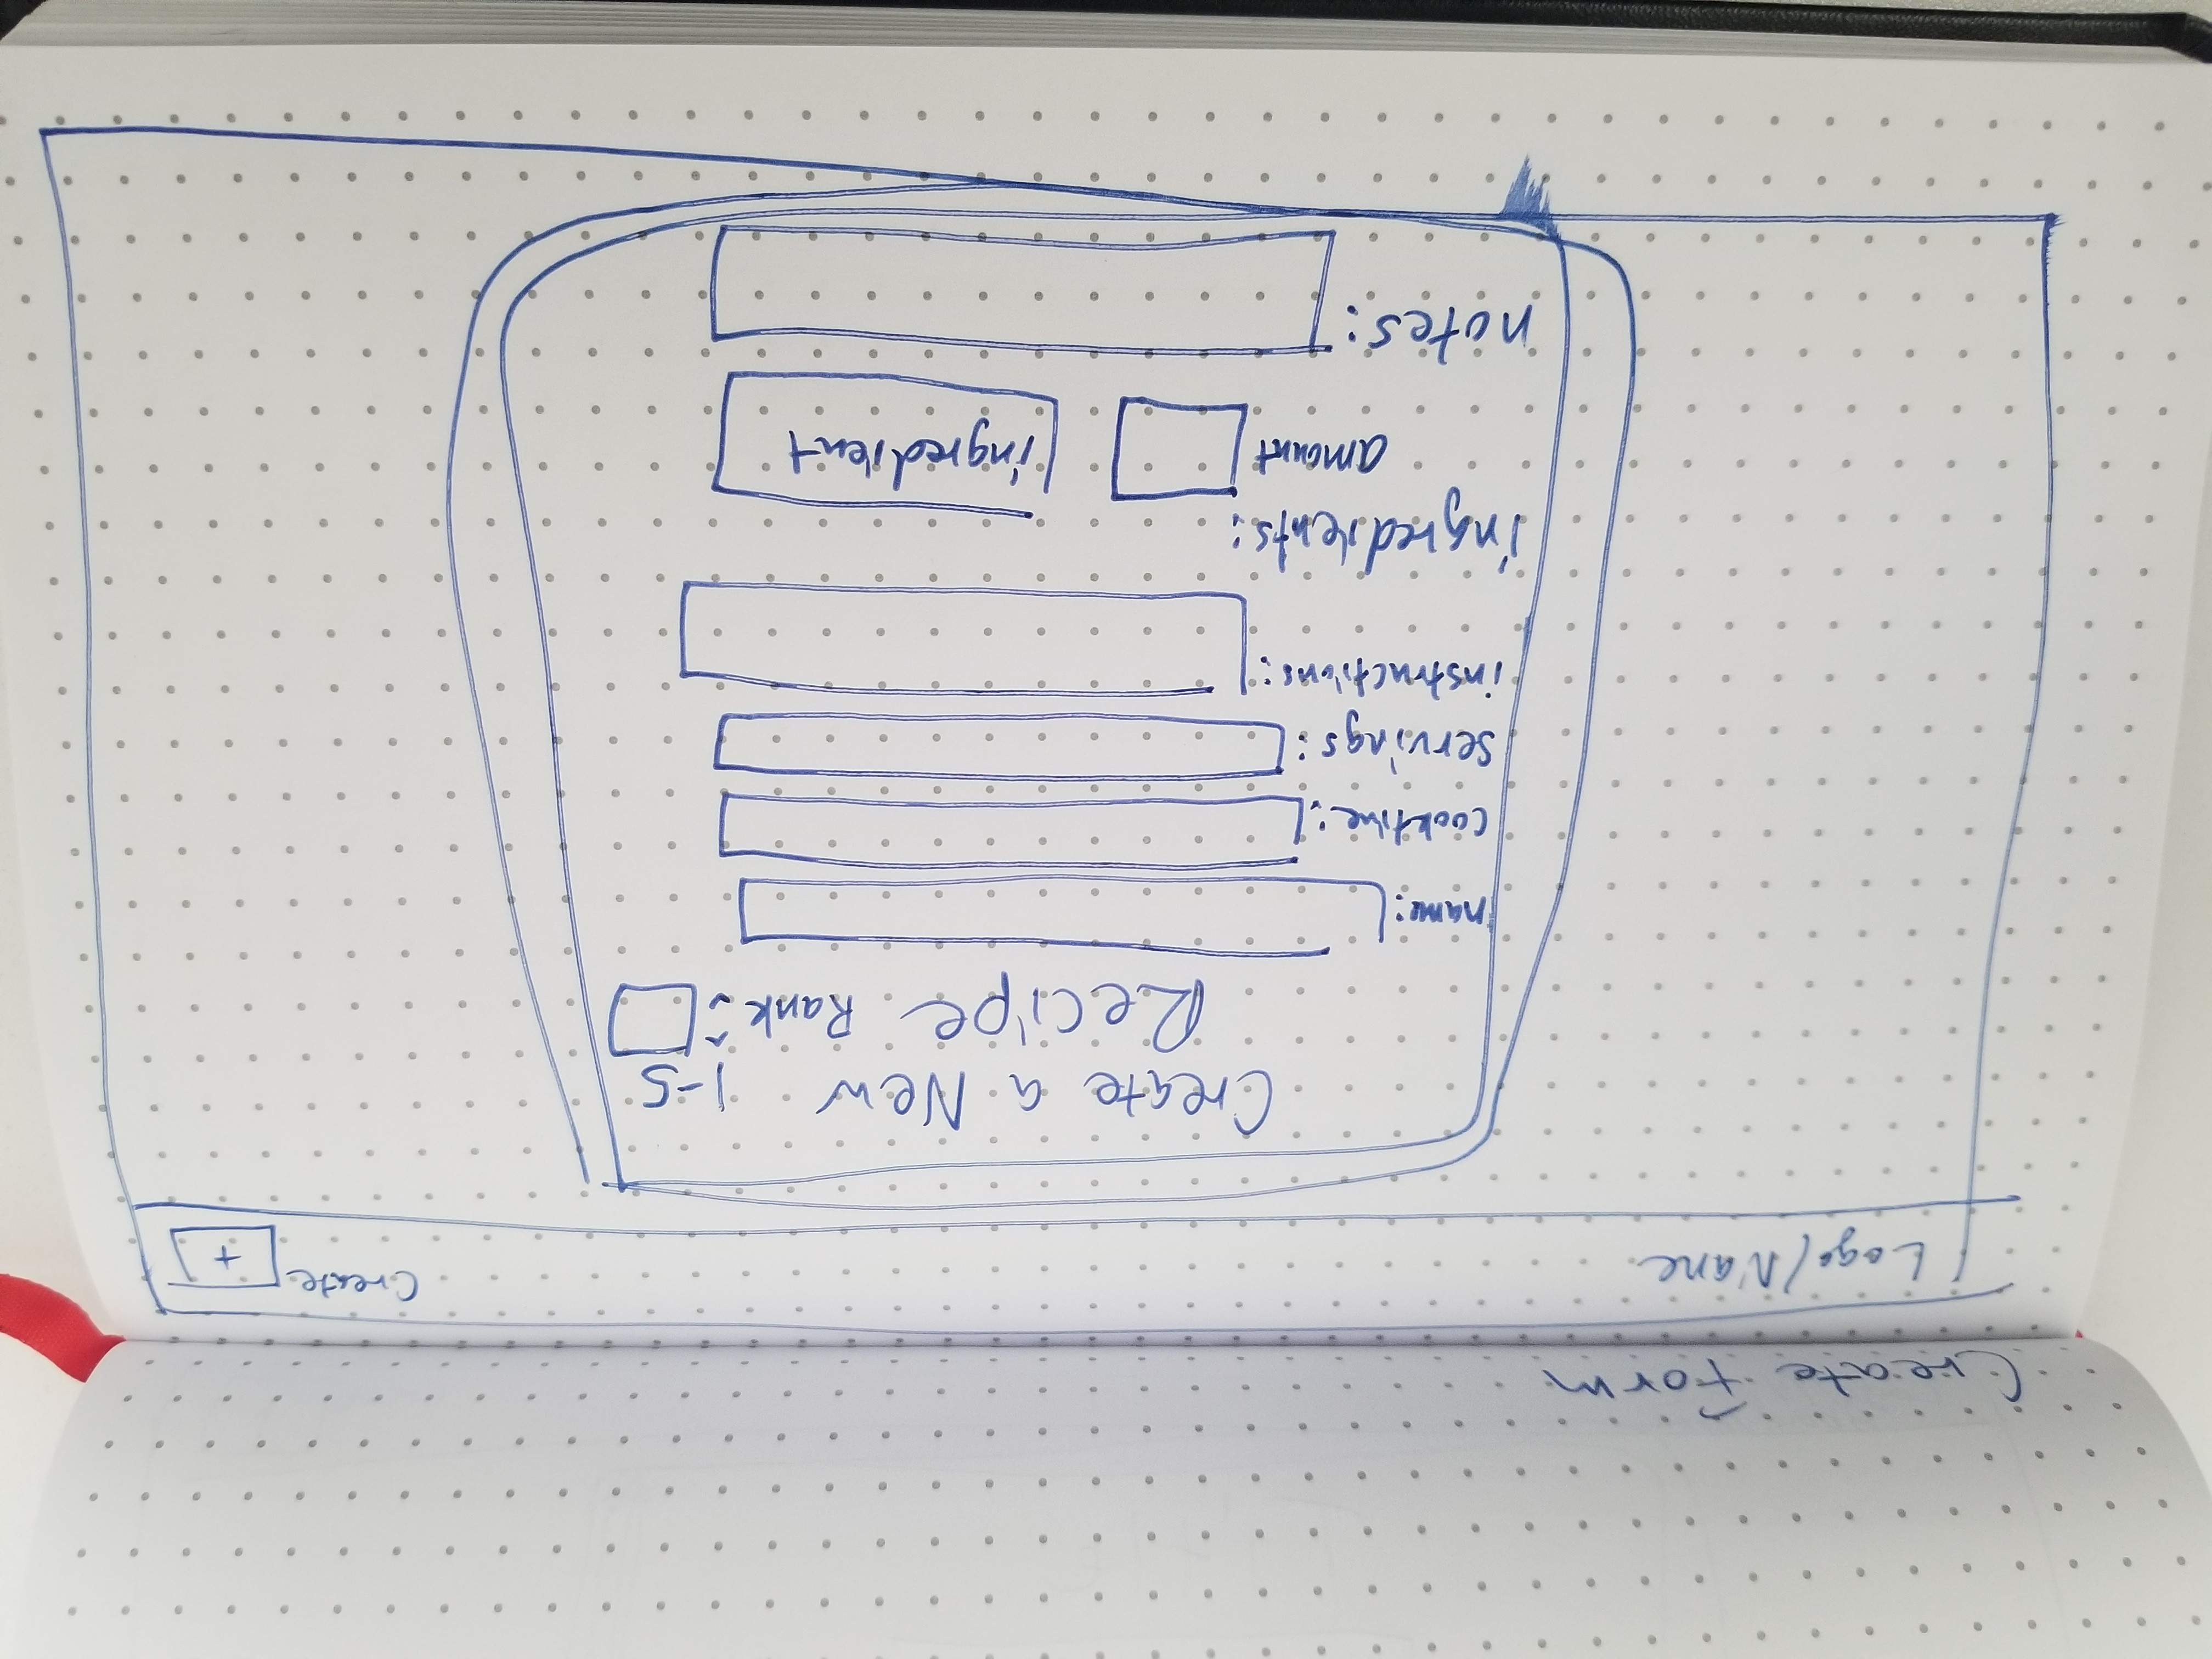 Create Form
Logo/Name
Create +
Create a New
Recipe
1-5
Rank:
name:
cooktime:
servings:
instructions:
ingredients:
amount ingredient
notes: